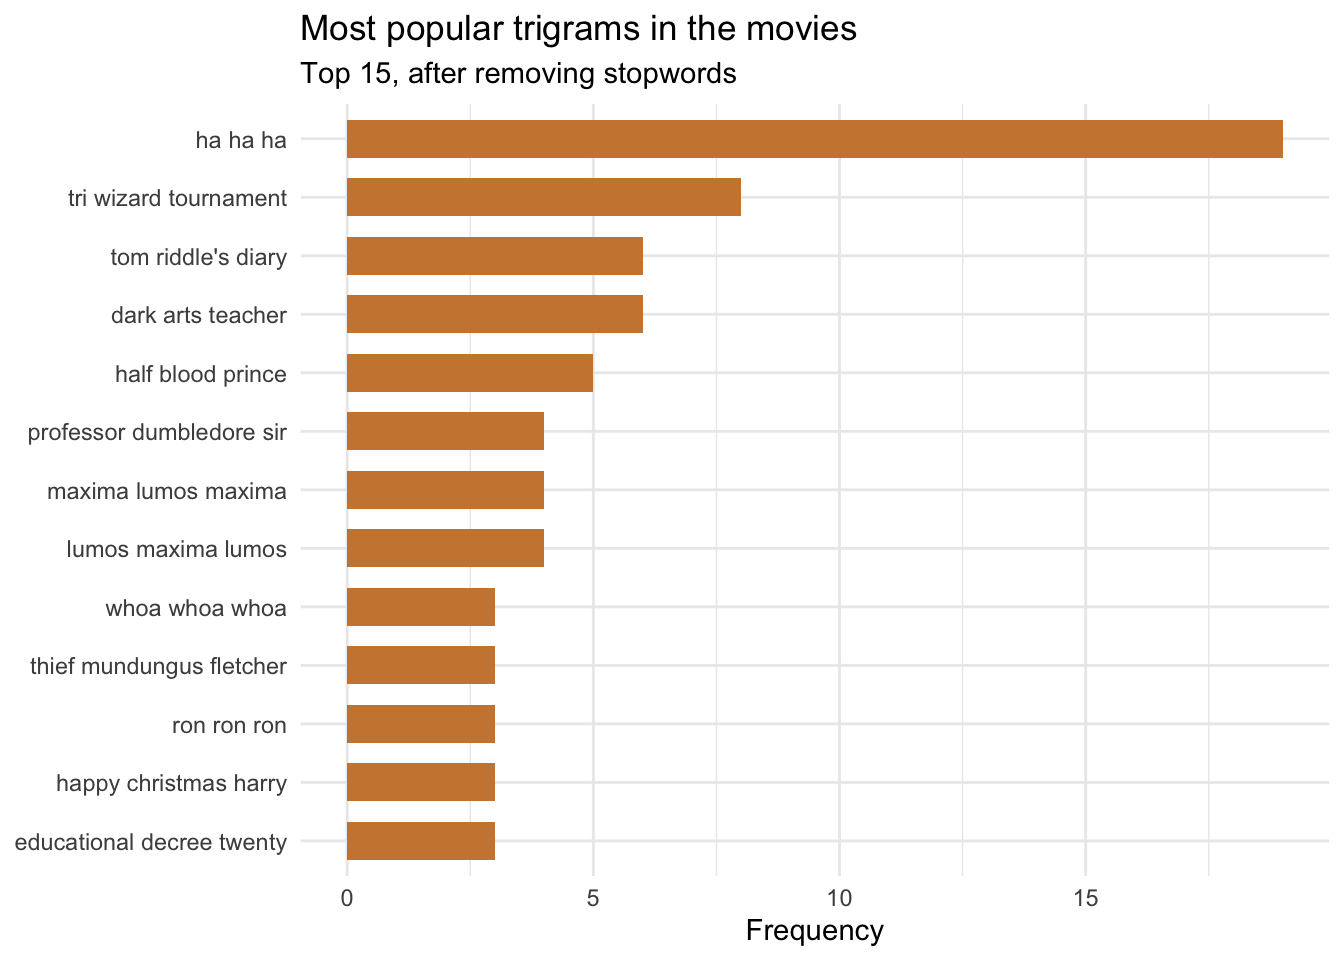 Most popular trigrams in the movies
Top 15, after removing stopwords
ha ha ha
tri wizard tournament
tom riddle's diary
dark arts teacher
half blood prince
professor dumbledore sir
maxima lumos maxima
lumos maxima lumos
whoa whoa whoa
thief mundungus fletcher
ron ron ron
happy christmas harry
educational decree twenty
0 5 10 15
Frequency